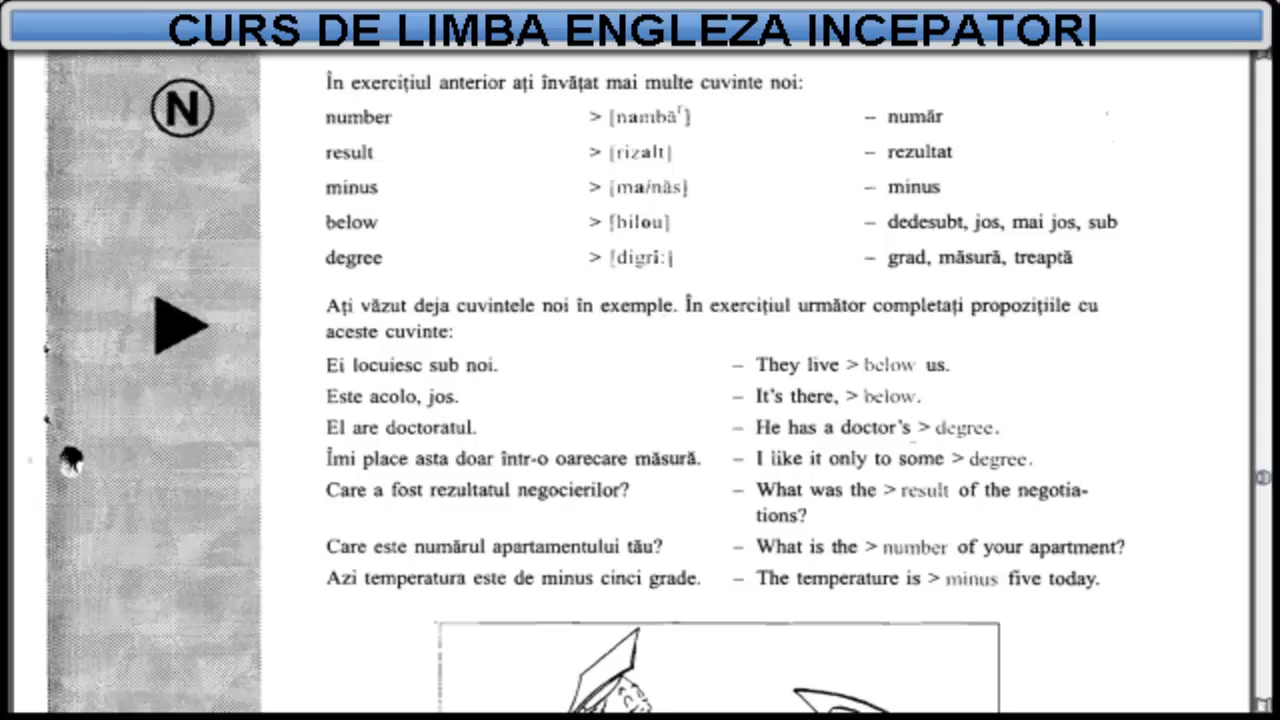 CURS DE LIMBA ENGLEZA INCEPATORI
N
În exercițiul anterior ați învățat mai multe cuvinte noi:
number > [nambăʳ] – număr
result > [rizalt] – rezultat
minus > [mainăs] – minus
below > [bilou] – dedesubt, jos, mai jos, sub
degree > [digri:] – grad, măsură, treaptă
Ați văzut deja cuvintele noi în exemple. În exercițiul următor completați propozițiile cu
aceste cuvinte:
Ei locuiesc sub noi. – They live > below us.
Este acolo, jos. – It's there, > below.
El are doctoratul. – He has a doctor's > degree.
Îmi place asta doar într-o oarecare măsură. – I like it only to some > degree.
Care a fost rezultatul negocierilor? – What was the > result of the negotia-
tions?
Care este numărul apartamentului tău? – What is the > number of your apartment?
Azi temperatura este de minus cinci grade. – The temperature is > minus five today.